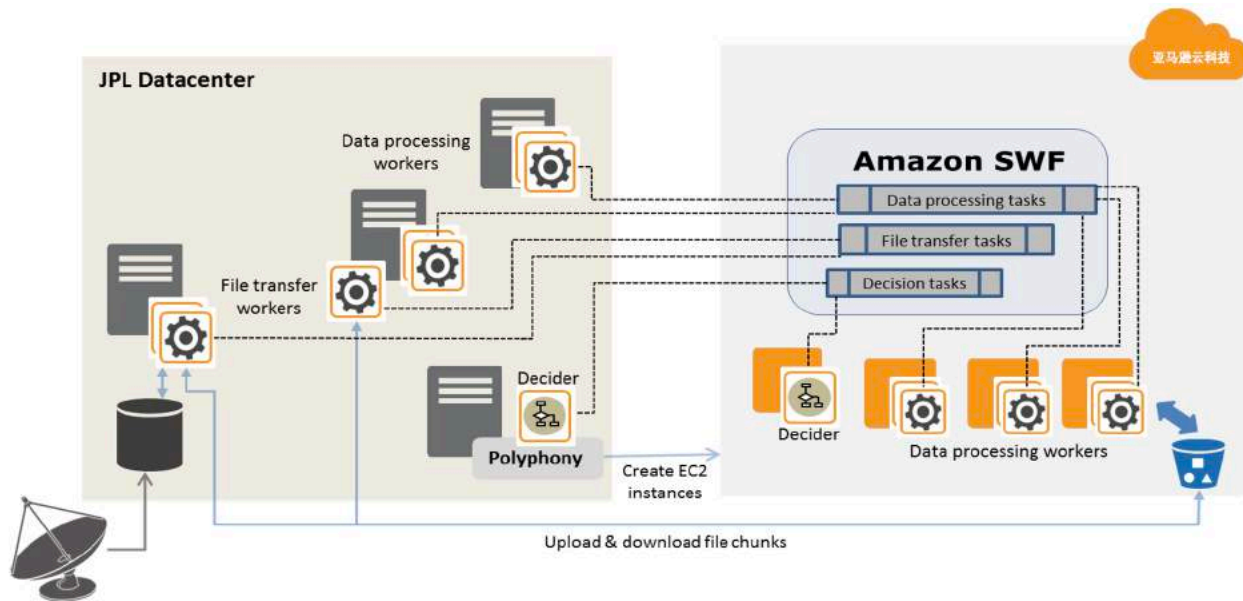 亚马逊云科技
JPL Datacenter
Data processing
workers
Amazon SWF
Data processing tasks
File transfer tasks
Decision tasks
File transfer
workers
Decider
Polyphony
Create EC2
instances
Decider
Data processing workers
Upload & download file chunks